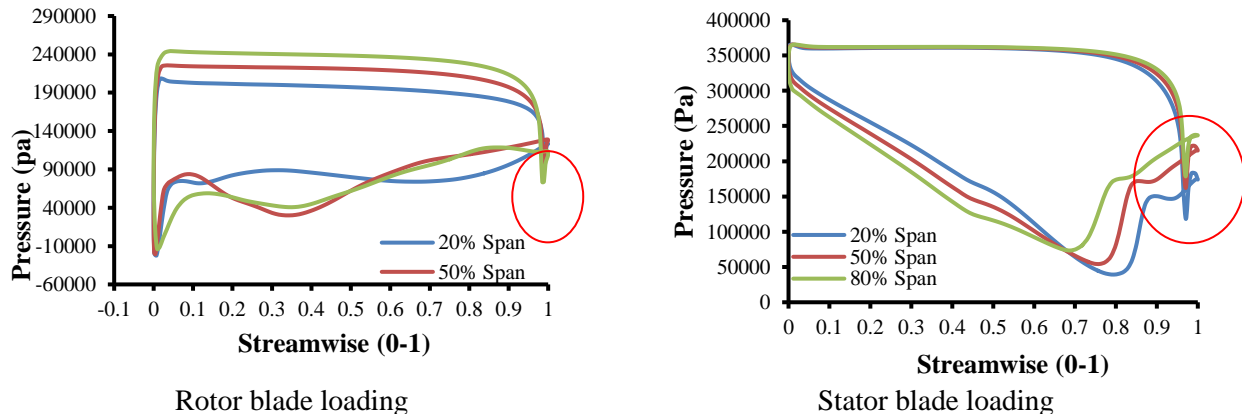 290000
240000
190000
140000
90000
40000
-10000
-60000
Pressure (pa)
-0.1 0 0.1 0.2 0.3 0.4 0.5 0.6 0.7 0.8 0.9 1
Streamwise (0-1)
20% Span
50% Span
Rotor blade loading
400000
350000
300000
250000
200000
150000
100000
50000
0
Pressure (Pa)
0 0.1 0.2 0.3 0.4 0.5 0.6 0.7 0.8 0.9 1
Streamwise (0-1)
20% Span
50% Span
80% Span
Stator blade loading